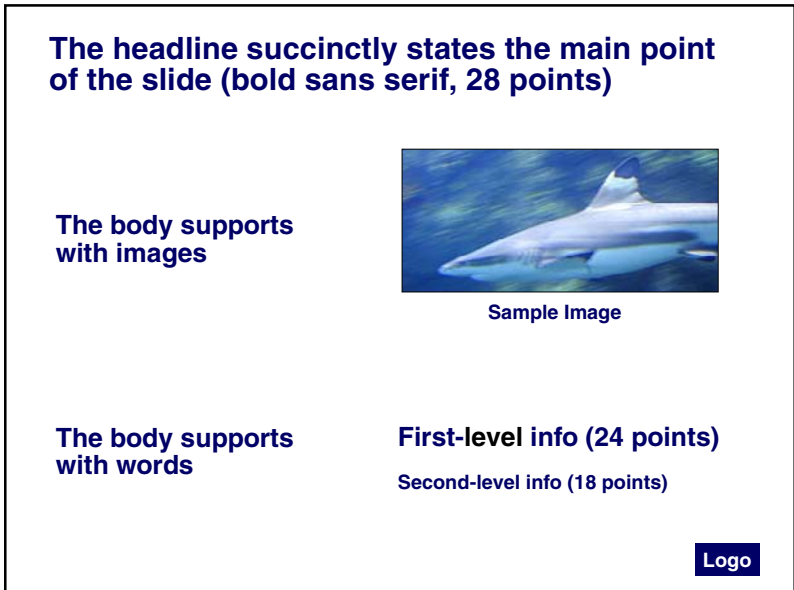 The headline succinctly states the main point
of the slide (bold sans serif, 28 points)
The body supports
with images
Sample Image
The body supports
with words
First-level info (24 points)
Second-level info (18 points)
Logo